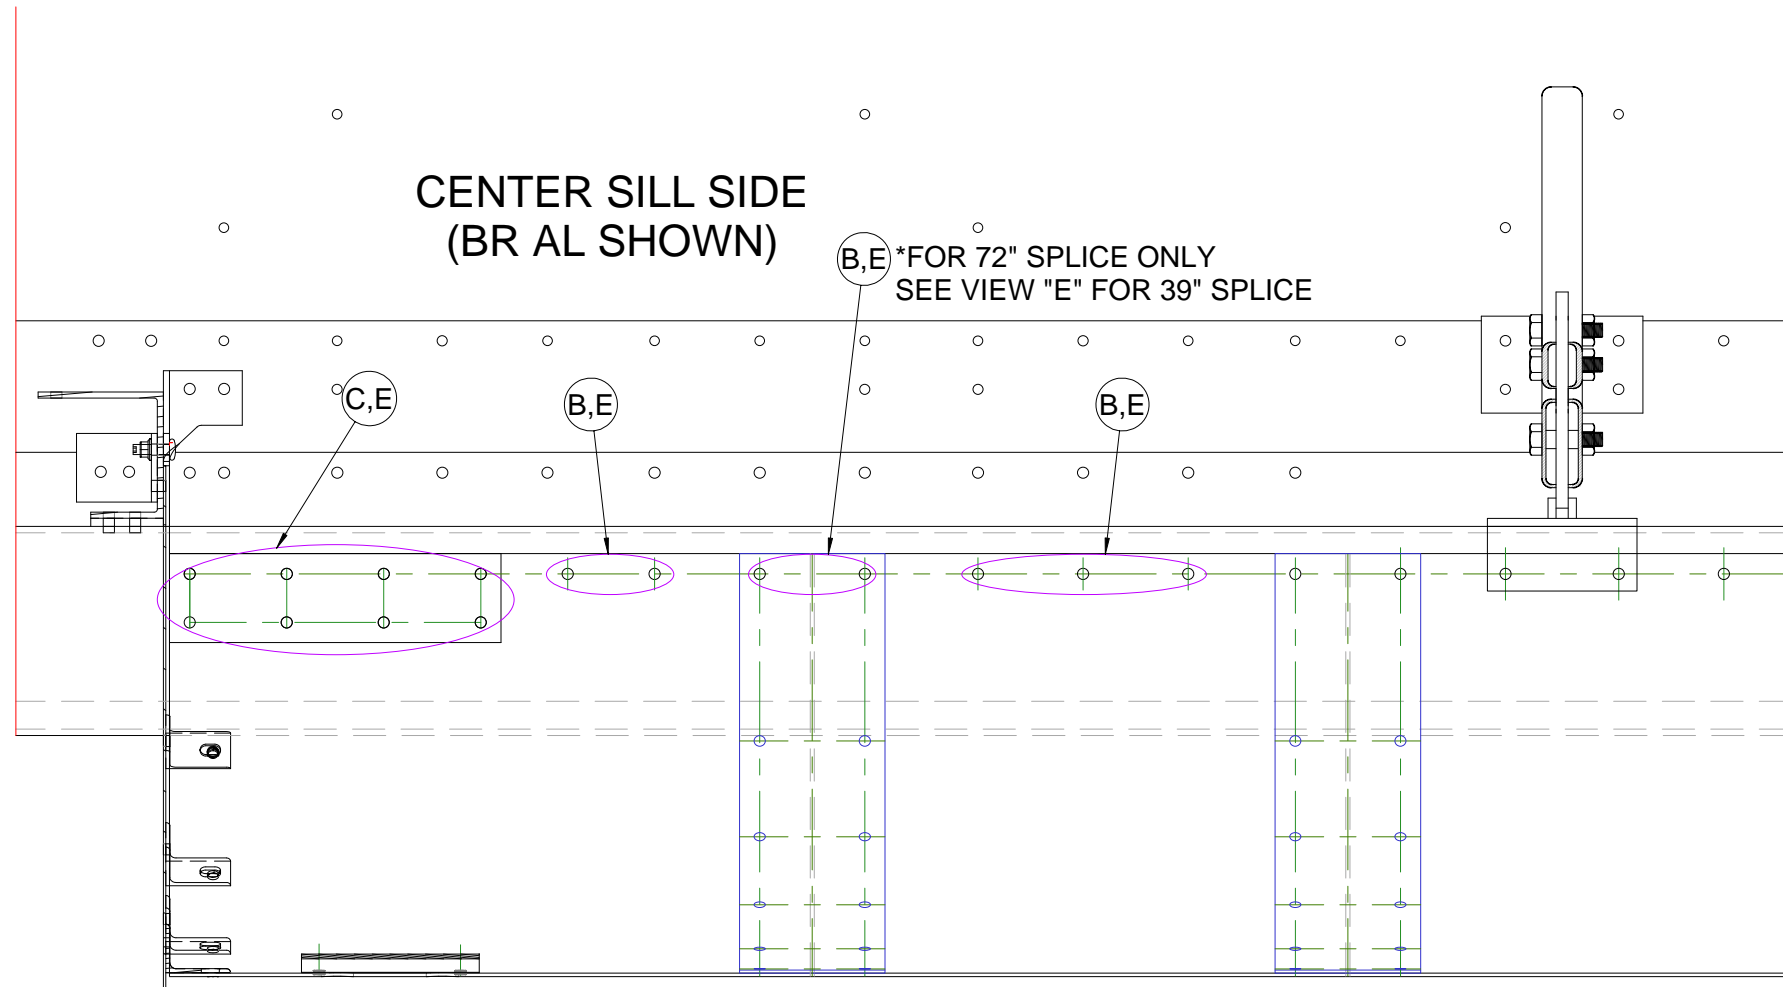 CENTER SILL SIDE
(BR AL SHOWN)
B,E *FOR 72" SPLICE ONLY
SEE VIEW "E" FOR 39" SPLICE
C,E
B,E
B,E